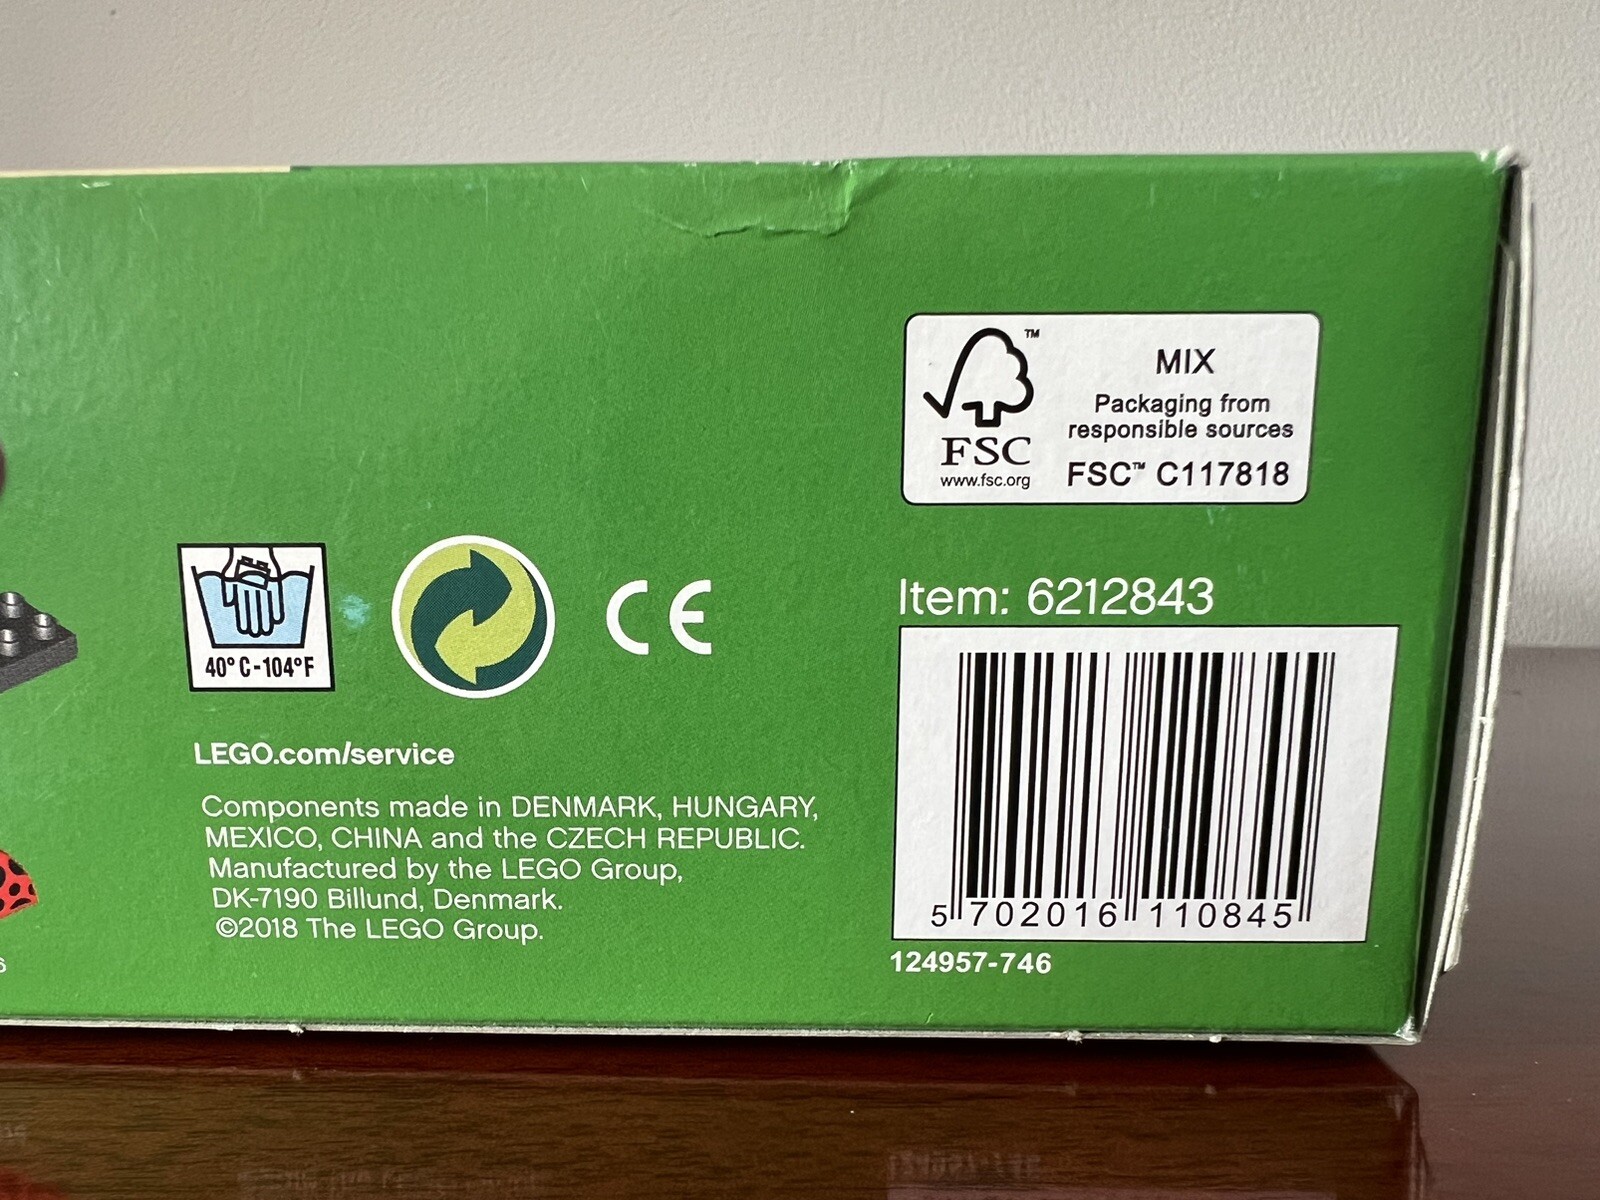 ™
MIX
Packaging from
responsible sources
FSC
www.fsc.org
FSC™ C117818
40°C-104°F
CE
Item: 6212843
5 702016 110845
124957-746
LEGO.com/service
Components made in DENMARK, HUNGARY,
MEXICO, CHINA and the CZECH REPUBLIC.
Manufactured by the LEGO Group,
DK-7190 Billund, Denmark.
©2018 The LEGO Group.